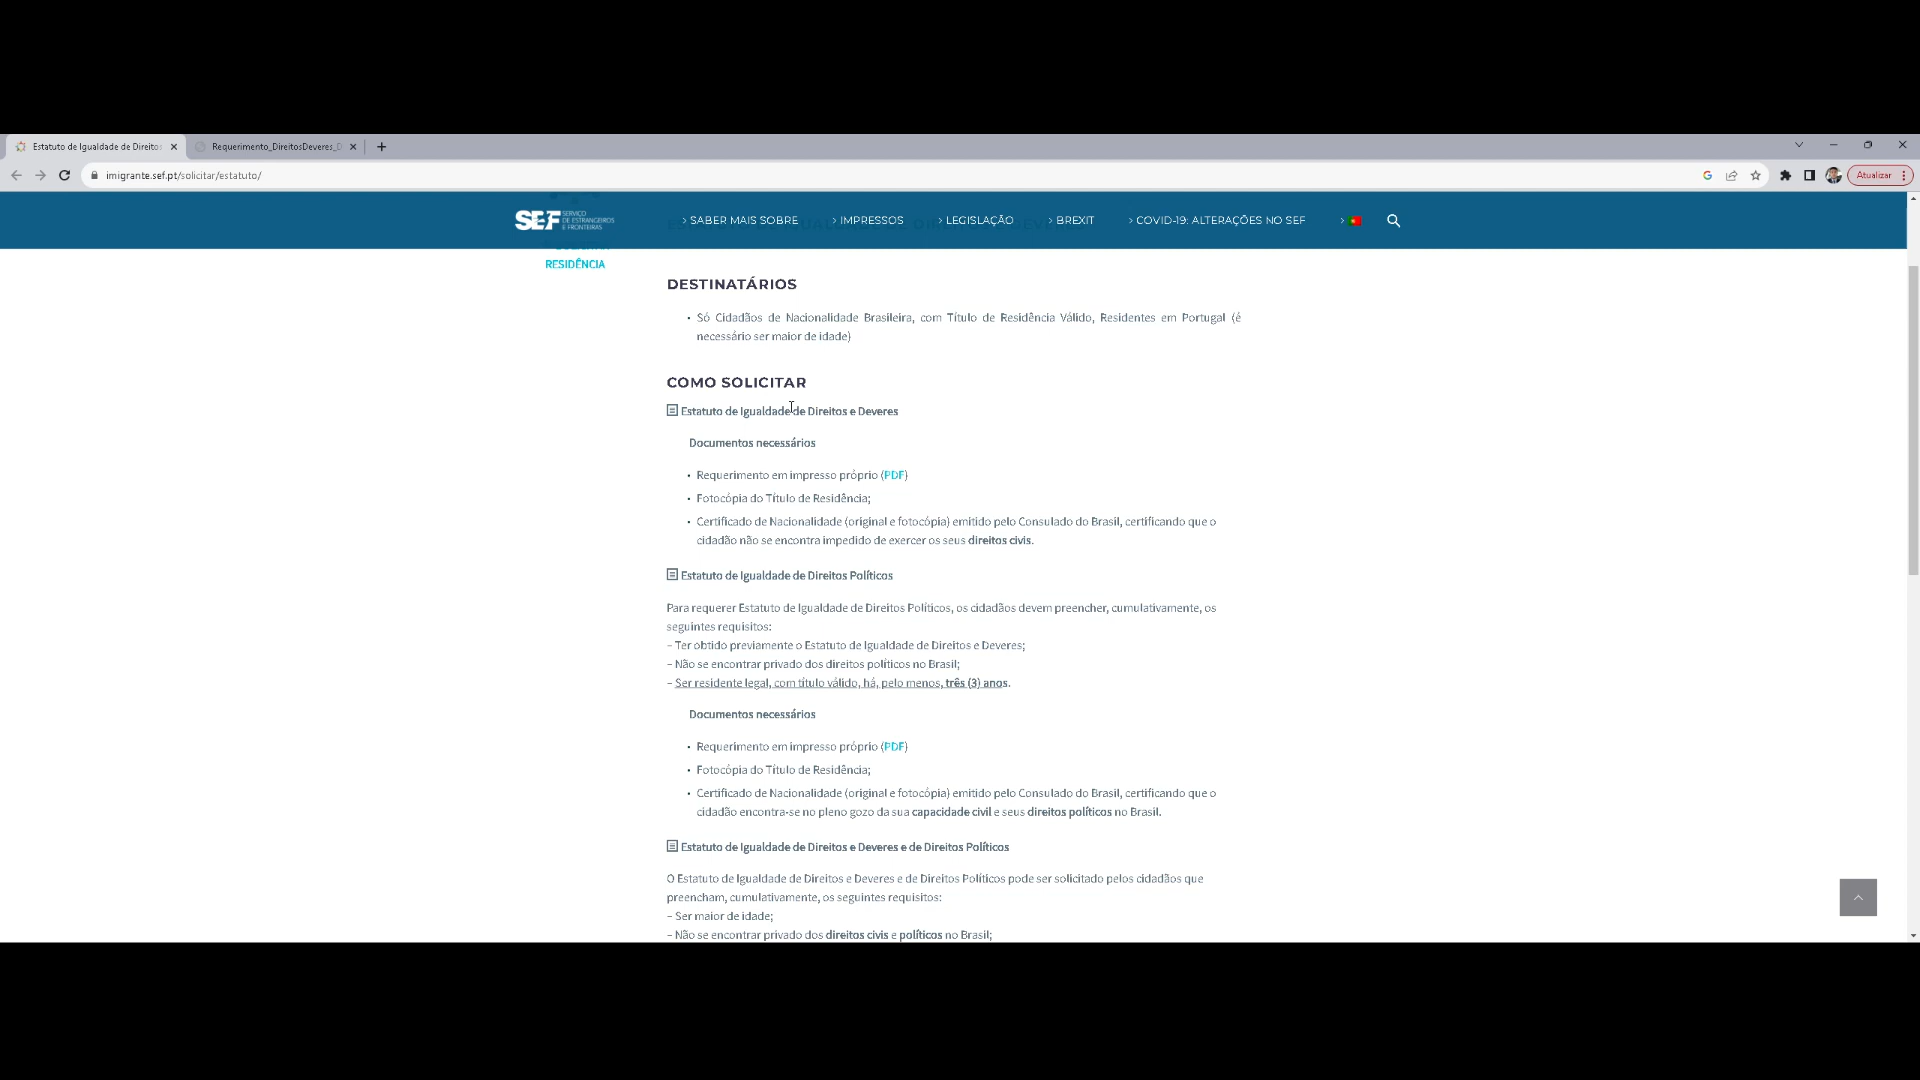 Estatuto de Igualdade de Direitos
Requerimento_DireitosDeveres_D
imigrante.sef.pt/solicitar/estatuto/
Atualizar
SEF SERVIÇO DE ESTRANGEIROS E FRONTEIRAS
SABER MAIS SOBRE
IMPRESSOS
LEGISLAÇÃO
BREXIT
COVID-19: ALTERAÇÕES NO SEF
RESIDÊNCIA
DESTINATÁRIOS
• Só Cidadãos de Nacionalidade Brasileira, com Título de Residência Válido, Residentes em Portugal (é
necessário ser maior de idade)
COMO SOLICITAR
Estatuto de Igualdade de Direitos e Deveres
Documentos necessários
• Requerimento em impresso próprio (PDF)
• Fotocópia do Título de Residência;
• Certificado de Nacionalidade (original e fotocópia) emitido pelo Consulado do Brasil, certificando que o
cidadão não se encontra impedido de exercer os seus direitos civis.
Estatuto de Igualdade de Direitos Políticos
Para requerer Estatuto de Igualdade de Direitos Políticos, os cidadãos devem preencher, cumulativamente, os
seguintes requisitos:
– Ter obtido previamente o Estatuto de Igualdade de Direitos e Deveres;
– Não se encontrar privado dos direitos políticos no Brasil;
– Ser residente legal, com título válido, há, pelo menos, três (3) anos.
Documentos necessários
• Requerimento em impresso próprio (PDF)
• Fotocópia do Título de Residência;
• Certificado de Nacionalidade (original e fotocópia) emitido pelo Consulado do Brasil, certificando que o
cidadão encontra-se no pleno gozo da sua capacidade civil e seus direitos políticos no Brasil.
Estatuto de Igualdade de Direitos e Deveres e de Direitos Políticos
O Estatuto de Igualdade de Direitos e Deveres e de Direitos Políticos pode ser solicitado pelos cidadãos que
preencham, cumulativamente, os seguintes requisitos:
– Ser maior de idade;
– Não se encontrar privado dos direitos civis e políticos no Brasil;